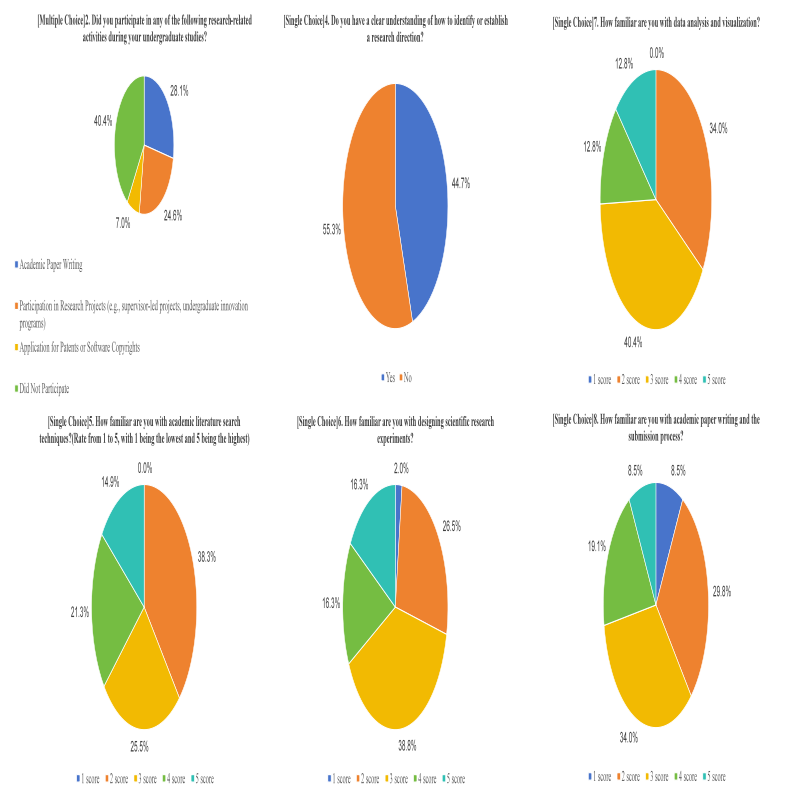 [Multiple Choice]2. Did you participate in any of the following research-related
activities during your undergraduate studies?
28.1%
40.4%
24.6%
7.0%
Academic Paper Writing
Participation in Research Projects (e.g., supervisor-led projects, undergraduate innovation
programs)
Application for Patents or Software Copyrights
Did Not Participate
[Single Choice]4. Do you have a clear understanding of how to identify or establish
a research direction?
44.7%
55.3%
Yes No
[Single Choice]7. How familiar are you with data analysis and visualization?
0.0%
12.8%
34.0%
12.8%
40.4%
1 score 2 score 3 score 4 score 5 score
[Single Choice]5. How familiar are you with academic literature search
techniques?(Rate from 1 to 5, with 1 being the lowest and 5 being the highest)
0.0%
14.9%
38.3%
21.3%
25.5%
1 score 2 score 3 score 4 score 5 score
[Single Choice]6. How familiar are you with designing scientific research
experiments?
2.0%
16.3%
26.5%
16.3%
38.8%
1 score 2 score 3 score 4 score 5 score
[Single Choice]8. How familiar are you with academic paper writing and the
submission process?
8.5% 8.5%
19.1%
29.8%
34.0%
1 score 2 score 3 score 4 score 5 score